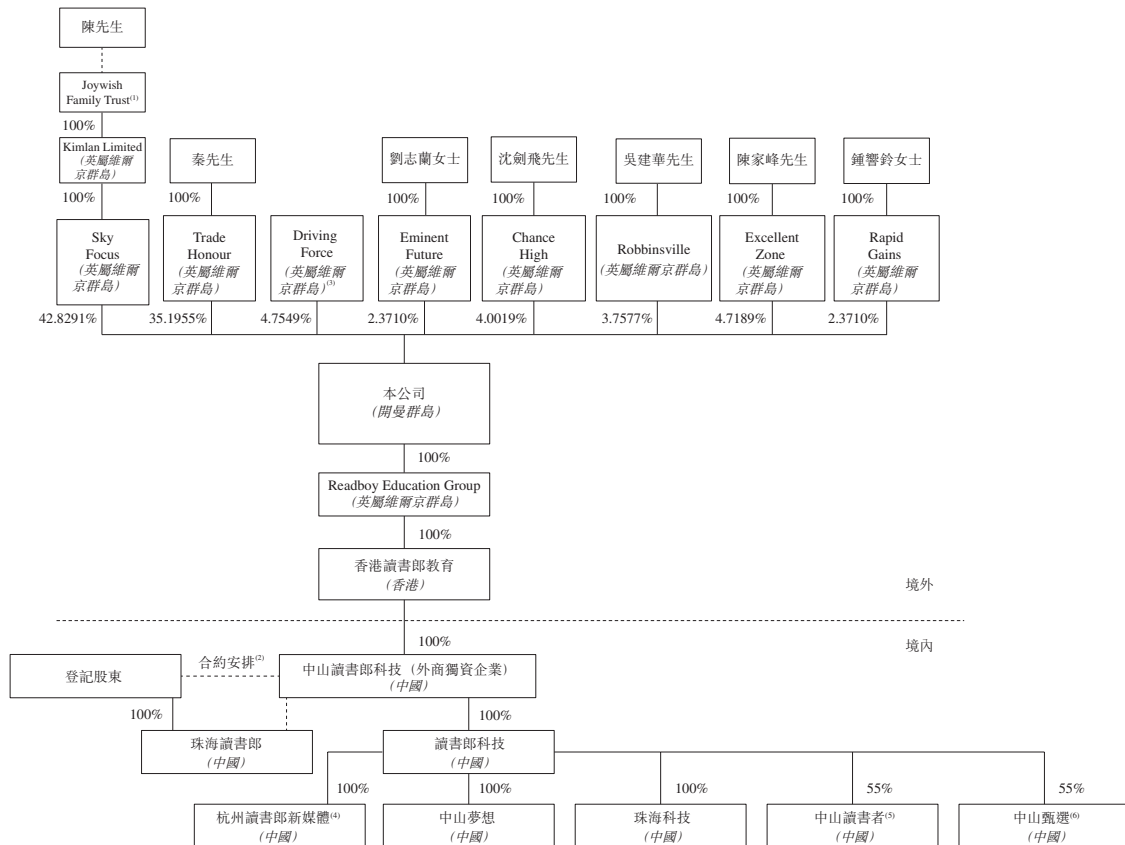 陳先生
Joywish
Family Trust(1)
100%
Kimlan Limited
(英屬維爾
京群島)
秦先生
劉志蘭女士
沈劍飛先生
吳建華先生
陳家峰先生
鍾響鈴女士
100%
100%
100%
100%
100%
100%
100%
Sky
Focus
(英屬維爾
京群島)
Trade
Honour
(英屬維爾
京群島)
Driving
Force
(英屬維爾
京群島)(3)
Eminent
Future
(英屬維爾
京群島)
Chance
High
(英屬維爾
京群島)
Robbinsville
(英屬維爾京群島)
Excellent
Zone
(英屬維爾
京群島)
Rapid
Gains
(英屬維爾
京群島)
42.8291%
35.1955%
4.7549%
2.3710%
4.0019%
3.7577%
4.7189%
2.3710%
本公司
(開曼群島)
100%
Readboy Education Group
(英屬維爾京群島)
100%
香港讀書郎教育
(香港)
境外
100%
境內
登記股東
合約安排(2)
中山讀書郎科技(外商獨資企業)
(中國)
100%
100%
珠海讀書郎
(中國)
讀書郎科技
(中國)
100%
100%
100%
55%
55%
杭州讀書郎新媒體(4)
(中國)
中山夢想
(中國)
珠海科技
(中國)
中山讀書者(5)
(中國)
中山甄選(6)
(中國)